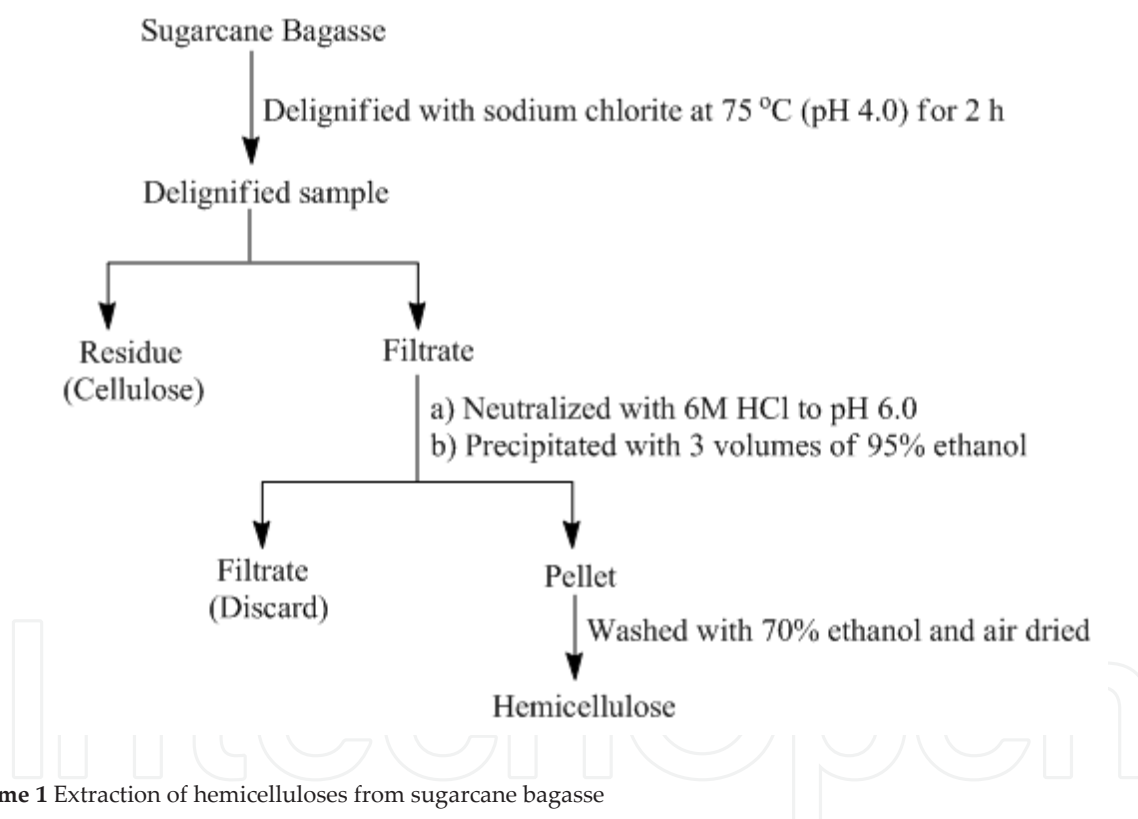 Sugarcane Bagasse
Delignified with sodium chlorite at 75 °C (pH 4.0) for 2 h
Delignified sample
Residue
(Cellulose)
Filtrate
a) Neutralized with 6M HCl to pH 6.0
b) Precipitated with 3 volumes of 95% ethanol
Filtrate
(Discard)
Pellet
Washed with 70% ethanol and air dried
Hemicellulose
me 1 Extraction of hemicelluloses from sugarcane bagasse